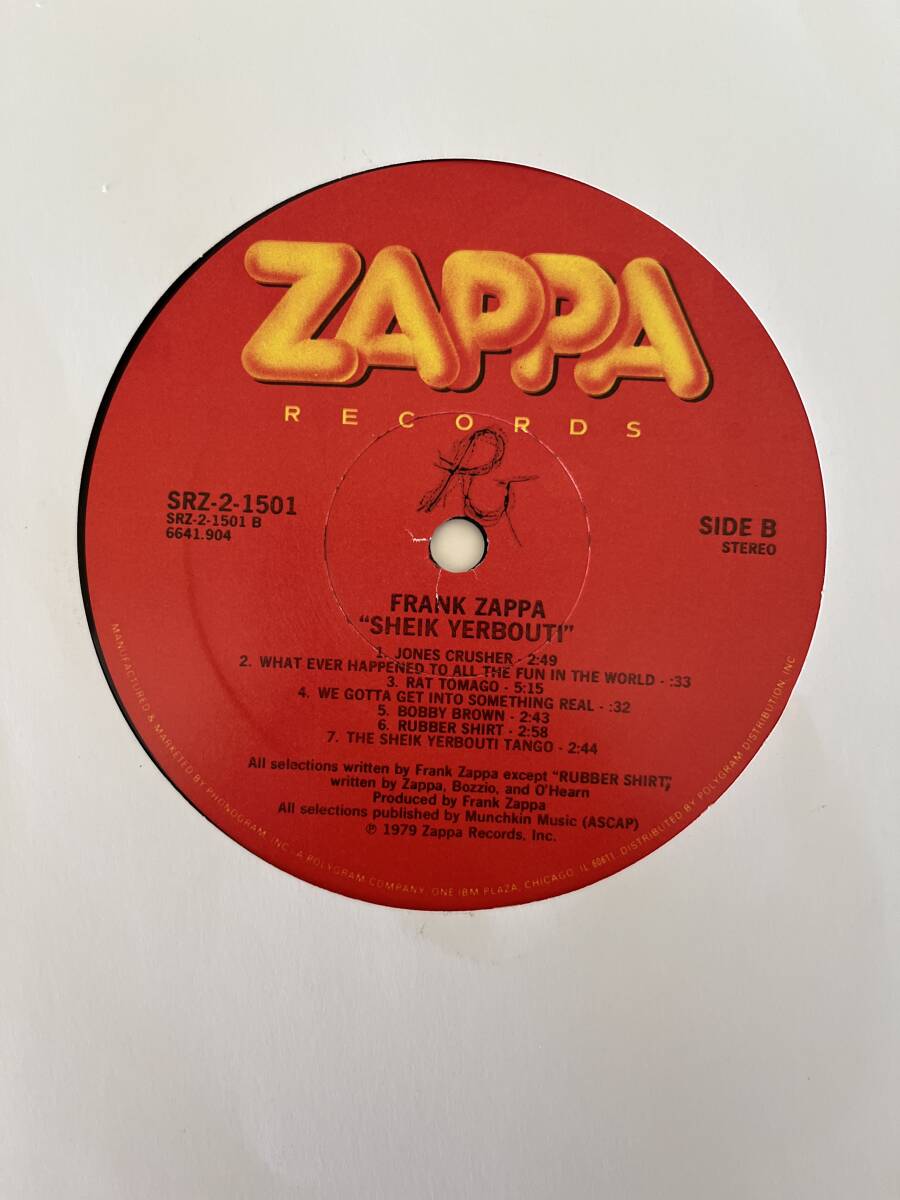 ZAPPA
RECORDS
SRZ-2-1501
SRZ-2-1501 B
6641.904
SIDE B
STEREO
FRANK ZAPPA
"SHEIK YERBOUTI"
1. JONES CRUSHER - 2:49
2. WHAT EVER HAPPENED TO ALL THE FUN IN THE WORLD - :33
3. RAT TOMAGO - 5:15
4. WE GOTTA GET INTO SOMETHING REAL - :32
5. BOBBY BROWN - 2:43
6. RUBBER SHIRT - 2:58
7. THE SHEIK YERBOUTI TANGO - 2:44
All selections written by Frank Zappa except "RUBBER SHIRT",
written by Zappa, Bozzio, and O'Hearn
Produced by Frank Zappa
All selections published by Munchkin Music (ASCAP)
℗ 1979 Zappa Records, Inc.
MANUFACTURED & MARKETED BY PHONOGRAM, INC · A POLYGRAM COMPANY, ONE IBM PLAZA, CHICAGO, IL 60611 DISTRIBUTED BY POLYGRAM DISTRIBUTION, INC